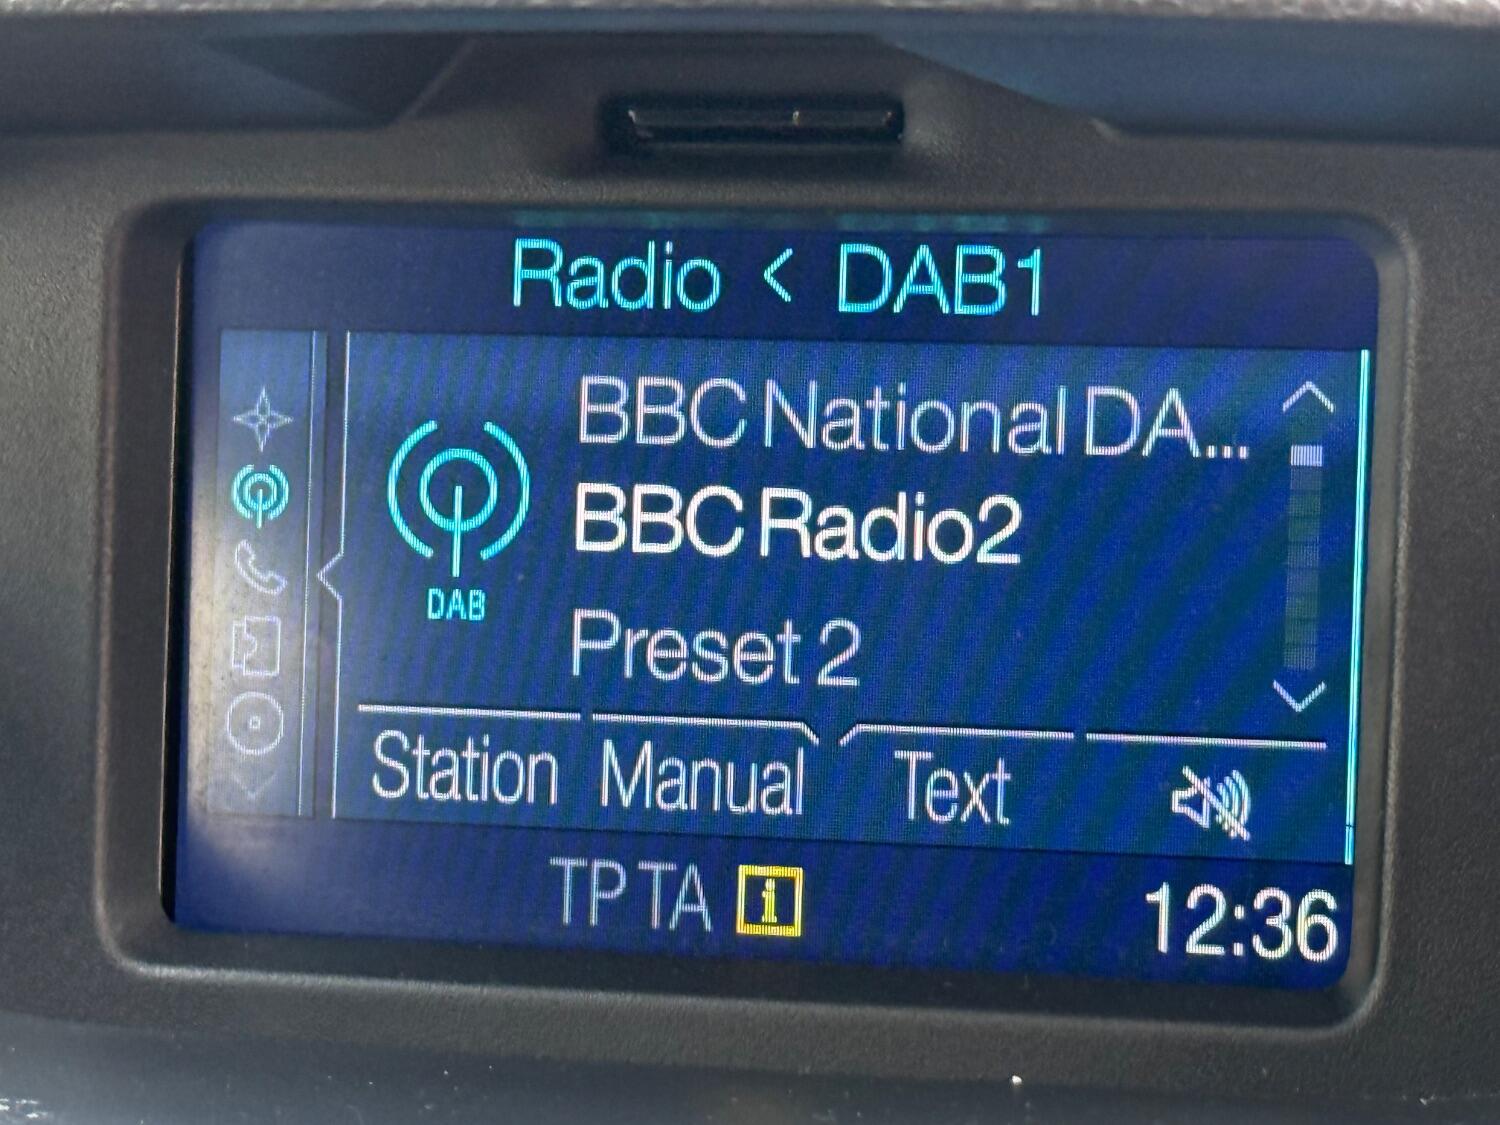 Radio < DAB1
BBC National DA...
BBC Radio2
DAB
Preset 2
Station Manual Text
TP TA i 12:36